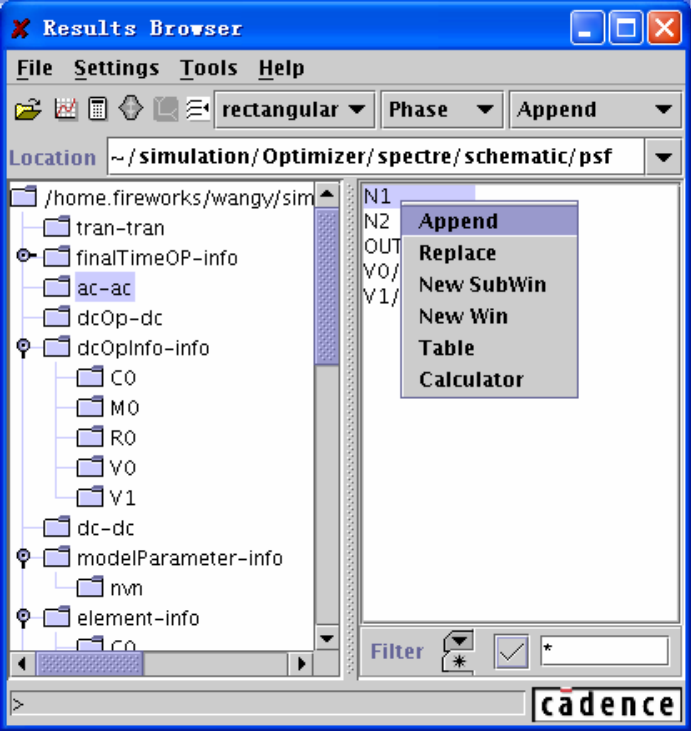 Results Browser
File Settings Tools Help
rectangular Phase Append
Location ~/simulation/Optimizer/spectre/schematic/psf
/home.fireworks/wangy/sim
tran-tran
finalTimeOP-info
ac-ac
dcOp-dc
dcOpInfo-info
C0
M0
R0
V0
V1
dc-dc
modelParameter-info
nvn
element-info
C0
N1
N2
OUT
V0/
V1/
Append
Replace
New SubWin
New Win
Table
Calculator
Filter *
>
cādence